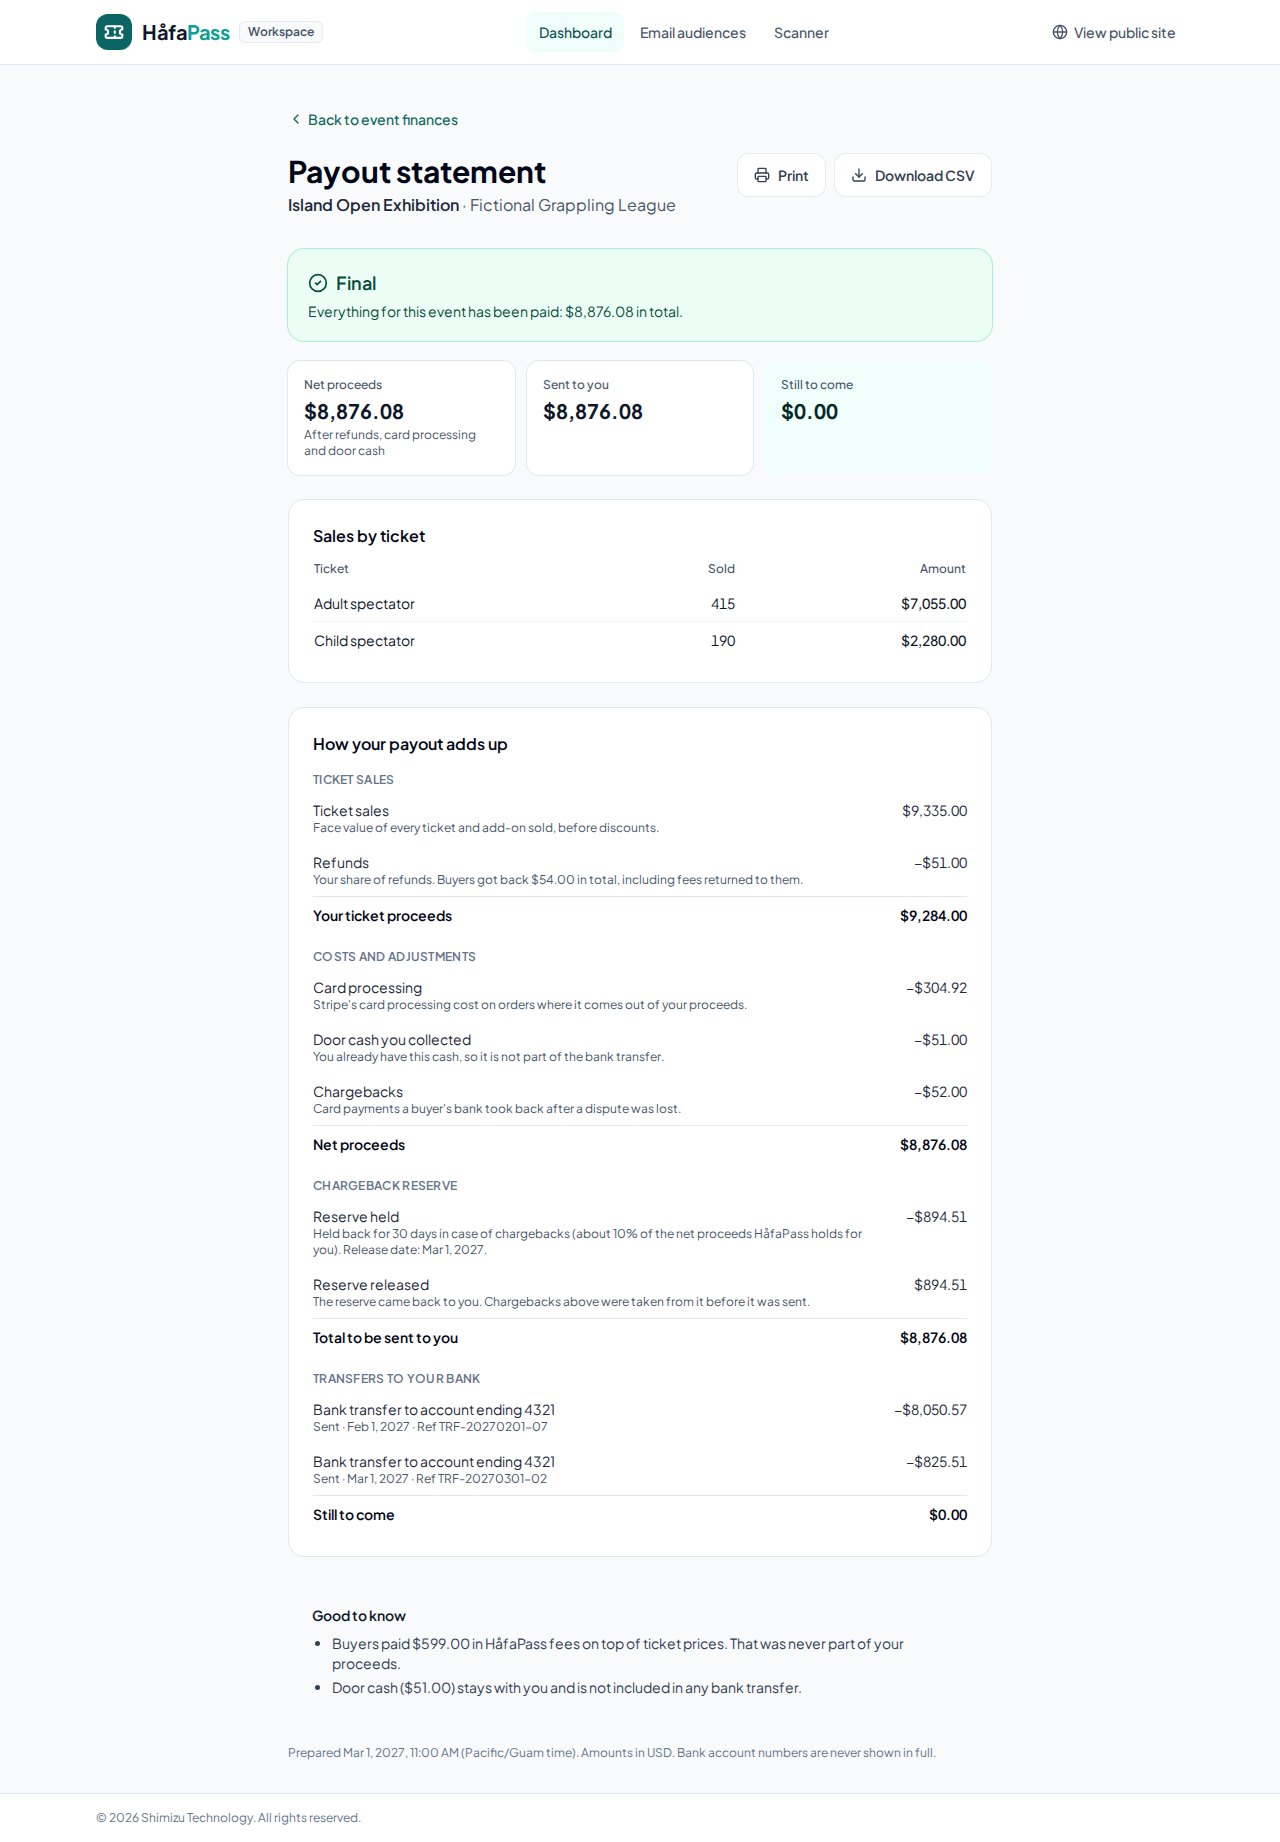 HåfaPass Workspace Dashboard Email audiences Scanner View public site
Back to event finances
Payout statement
Print Download CSV
Island Open Exhibition · Fictional Grappling League
Final
Everything for this event has been paid: $8,876.08 in total.
Net proceeds
$8,876.08
After refunds, card processing
and door cash
Sent to you
$8,876.08
Still to come
$0.00
Sales by ticket
Ticket Sold Amount
Adult spectator 415 $7,055.00
Child spectator 190 $2,280.00
How your payout adds up
TICKET SALES
Ticket sales $9,335.00
Face value of every ticket and add-on sold, before discounts.
Refunds −$51.00
Your share of refunds. Buyers got back $54.00 in total, including fees returned to them.
Your ticket proceeds $9,284.00
COSTS AND ADJUSTMENTS
Card processing −$304.92
Stripe's card processing cost on orders where it comes out of your proceeds.
Door cash you collected −$51.00
You already have this cash, so it is not part of the bank transfer.
Chargebacks −$52.00
Card payments a buyer's bank took back after a dispute was lost.
Net proceeds $8,876.08
CHARGEBACK RESERVE
Reserve held −$894.51
Held back for 30 days in case of chargebacks (about 10% of the net proceeds HåfaPass holds for
you). Release date: Mar 1, 2027.
Reserve released $894.51
The reserve came back to you. Chargebacks above were taken from it before it was sent.
Total to be sent to you $8,876.08
TRANSFERS TO YOUR BANK
Bank transfer to account ending 4321 −$8,050.57
Sent · Feb 1, 2027 · Ref TRF-20270201-07
Bank transfer to account ending 4321 −$825.51
Sent · Mar 1, 2027 · Ref TRF-20270301-02
Still to come $0.00
Good to know
• Buyers paid $599.00 in HåfaPass fees on top of ticket prices. That was never part of your
proceeds.
• Door cash ($51.00) stays with you and is not included in any bank transfer.
Prepared Mar 1, 2027, 11:00 AM (Pacific/Guam time). Amounts in USD. Bank account numbers are never shown in full.
© 2026 Shimizu Technology. All rights reserved.